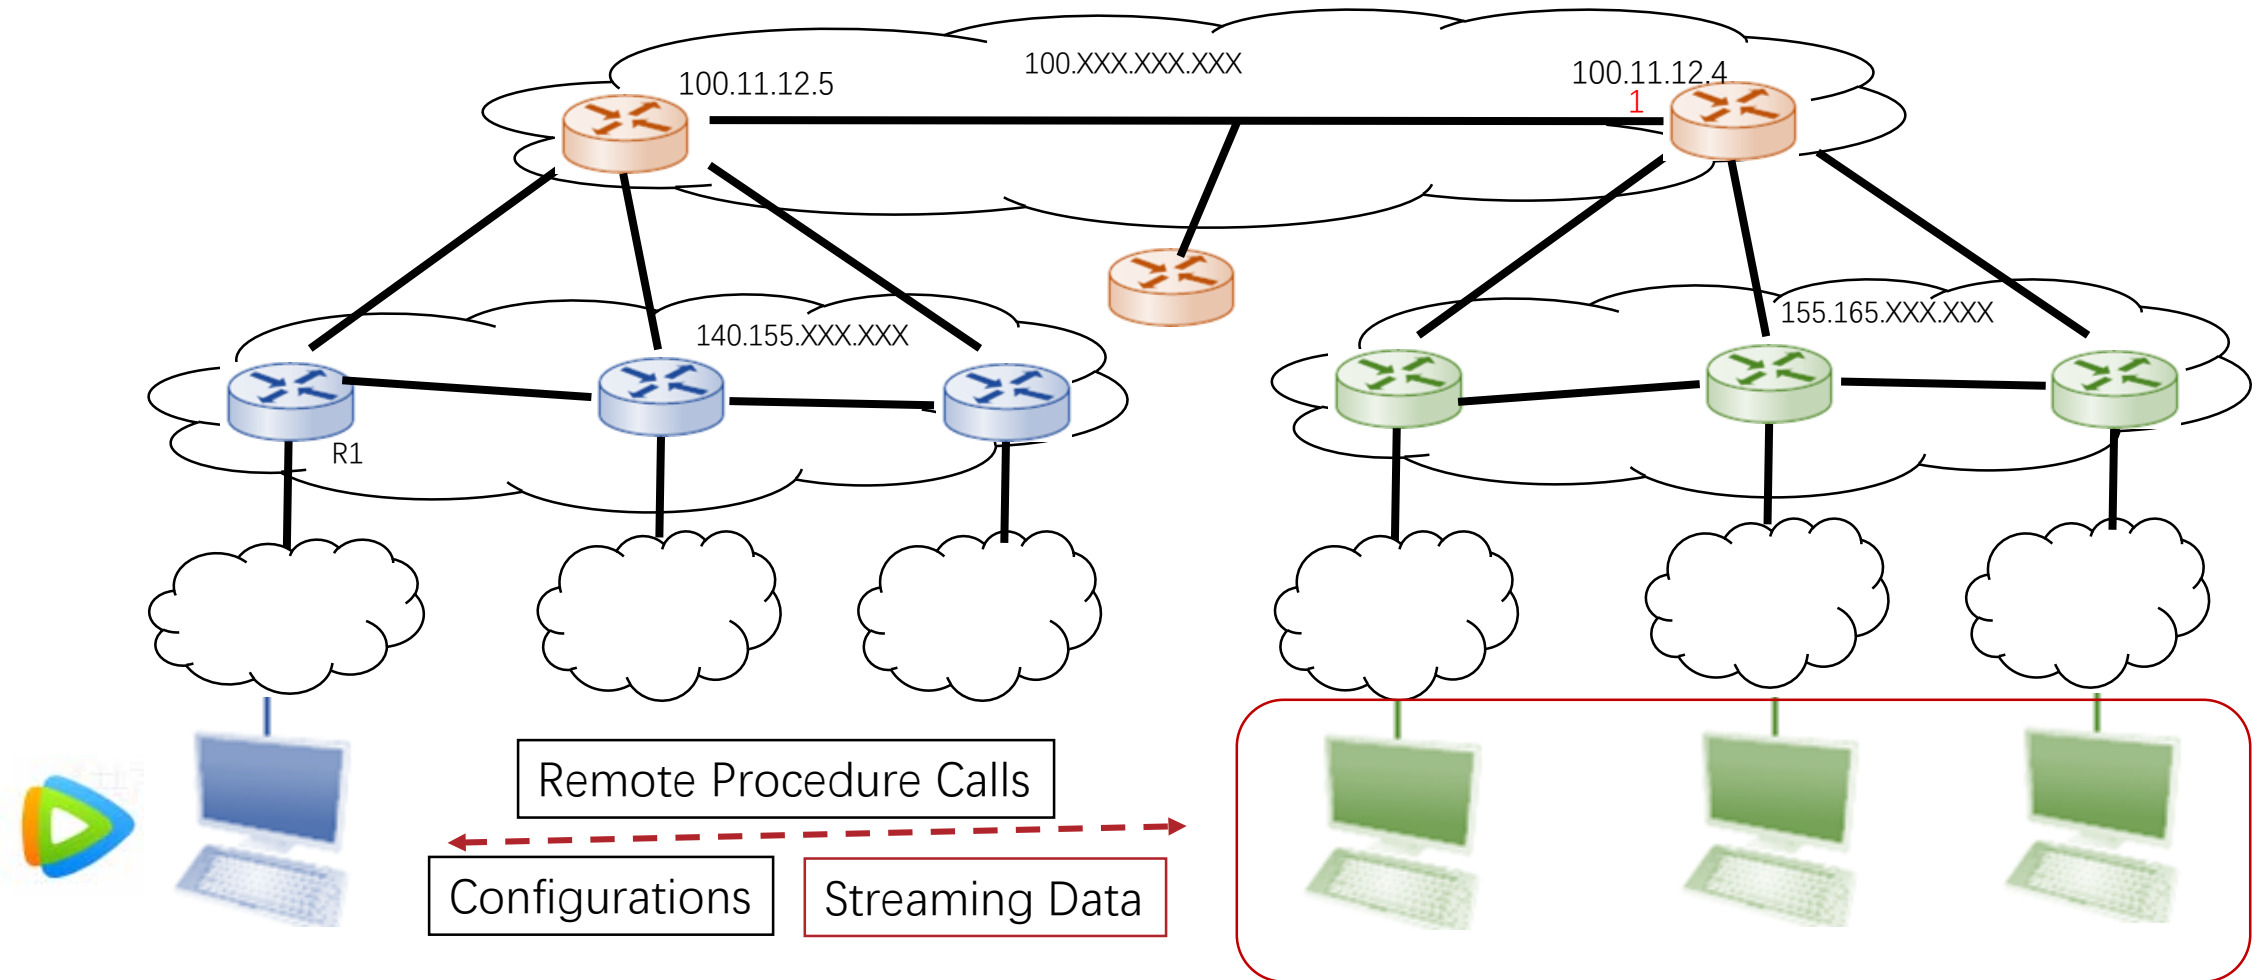 100.XXX.XXX.XXX
100.11.12.5
100.11.12.4
1
140.155.XXX.XXX
155.165.XXX.XXX
R1
Remote Procedure Calls
Configurations
Streaming Data